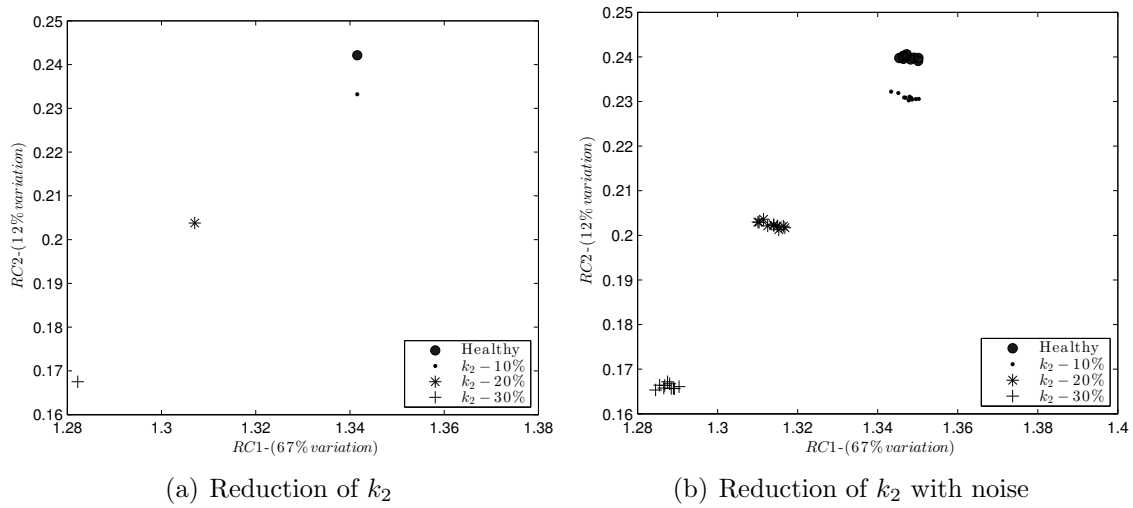 0.25
0.24
0.23
0.22
0.21
0.2
0.19
0.18
0.17
0.16
RC2-(12% variation)
1.28
1.3
1.32
1.34
1.36
1.38
RC1-(67% variation)
Healthy
k₂ − 10%
k₂ − 20%
k₂ − 30%
(a) Reduction of k₂
0.25
0.24
0.23
0.22
0.21
0.2
0.19
0.18
0.17
0.16
RC2-(12% variation)
1.28
1.3
1.32
1.34
1.36
1.38
1.4
RC1-(67% variation)
Healthy
k₂ − 10%
k₂ − 20%
k₂ − 30%
(b) Reduction of k₂ with noise